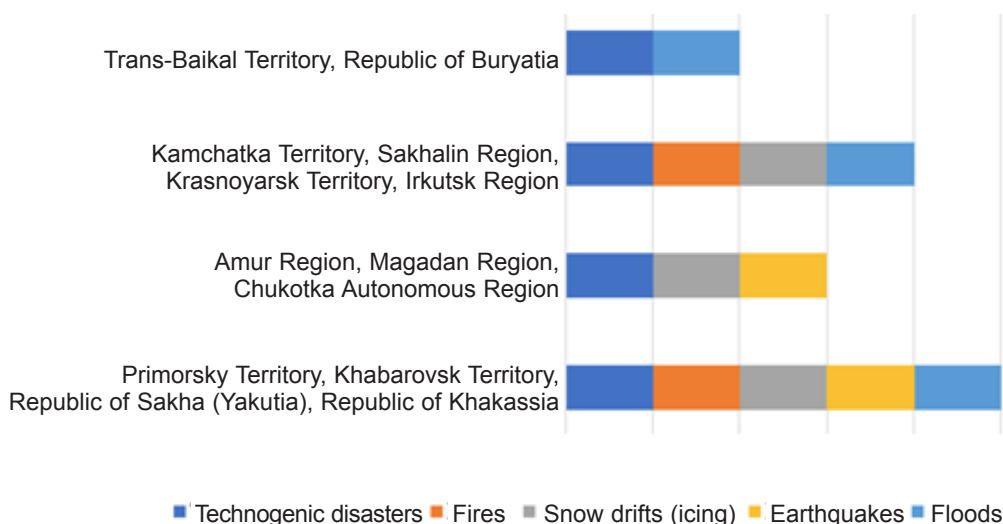 Trans-Baikal Territory, Republic of Buryatia
Kamchatka Territory, Sakhalin Region,
Krasnoyarsk Territory, Irkutsk Region
Amur Region, Magadan Region,
Chukotka Autonomous Region
Primorsky Territory, Khabarovsk Territory,
Republic of Sakha (Yakutia), Republic of Khakassia
Technogenic disasters Fires Snow drifts (icing) Earthquakes Floods